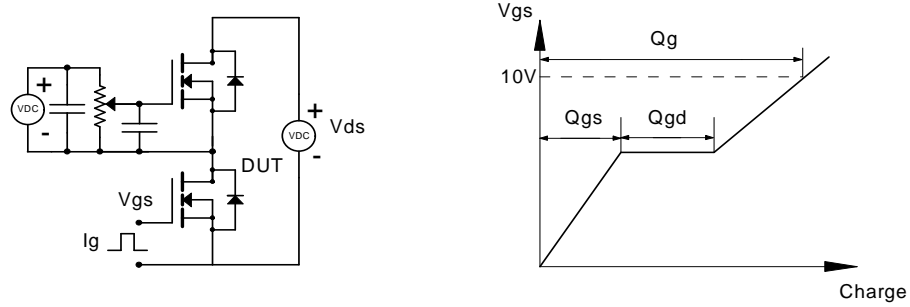 +
VDC
-
Vgs
Ig
DUT
+
VDC
-
Vds
Vgs
Qg
10V
Qgs
Qgd
Charge